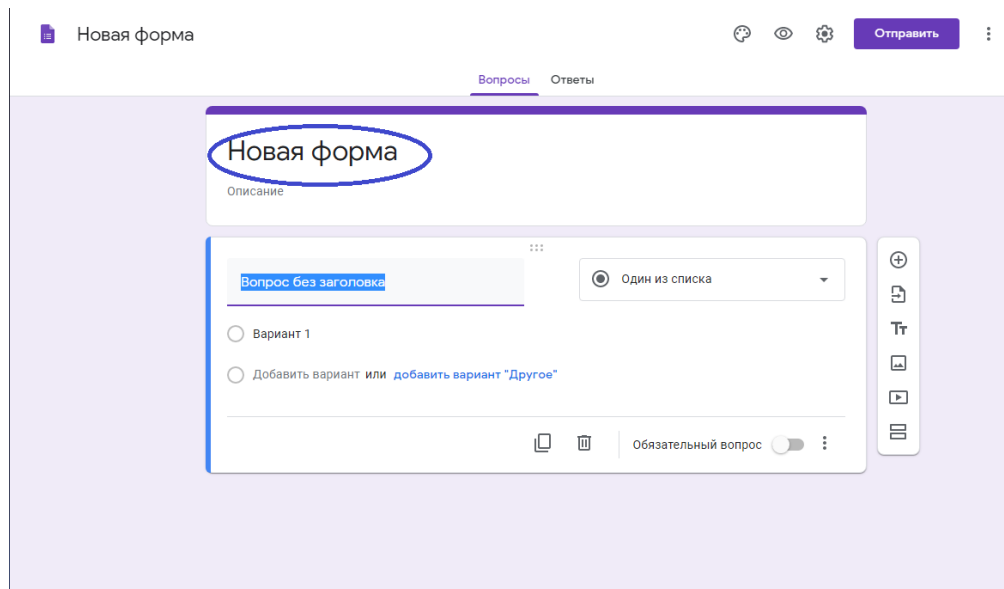 Новая форма
Отправить
Вопросы Ответы
Новая форма
Описание
Вопрос без заголовка
Один из списка
Вариант 1
Добавить вариант или добавить вариант "Другое"
Обязательный вопрос
Тт